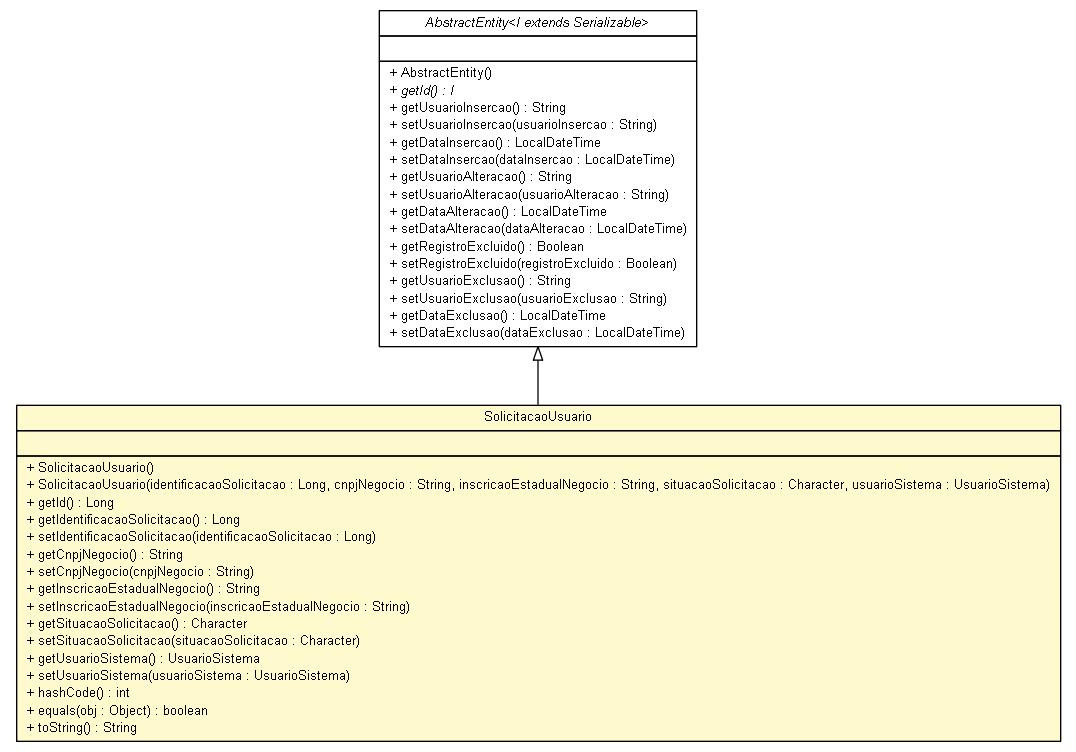 AbstractEntity<I extends Serializable>
+ AbstractEntity()
+ getId() : I
+ getUsuarioInsercao() : String
+ setUsuarioInsercao(usuarioInsercao : String)
+ getDataInsercao() : LocalDateTime
+ setDataInsercao(dataInsercao : LocalDateTime)
+ getUsuarioAlteracao() : String
+ setUsuarioAlteracao(usuarioAlteracao : String)
+ getDataAlteracao() : LocalDateTime
+ setDataAlteracao(dataAlteracao : LocalDateTime)
+ getRegistroExcluido() : Boolean
+ setRegistroExcluido(registroExcluido : Boolean)
+ getUsuarioExclusao() : String
+ setUsuarioExclusao(usuarioExclusao : String)
+ getDataExclusao() : LocalDateTime
+ setDataExclusao(dataExclusao : LocalDateTime)
SolicitacaoUsuario
+ SolicitacaoUsuario()
+ SolicitacaoUsuario(identificacaoSolicitacao : Long, cnpjNegocio : String, inscricaoEstadualNegocio : String, situacaoSolicitacao : Character, usuarioSistema : UsuarioSistema)
+ getId() : Long
+ getIdentificacaoSolicitacao() : Long
+ setIdentificacaoSolicitacao(identificacaoSolicitacao : Long)
+ getCnpjNegocio() : String
+ setCnpjNegocio(cnpjNegocio : String)
+ getInscricaoEstadualNegocio() : String
+ setInscricaoEstadualNegocio(inscricaoEstadualNegocio : String)
+ getSituacaoSolicitacao() : Character
+ setSituacaoSolicitacao(situacaoSolicitacao : Character)
+ getUsuarioSistema() : UsuarioSistema
+ setUsuarioSistema(usuarioSistema : UsuarioSistema)
+ hashCode() : int
+ equals(obj : Object) : boolean
+ toString() : String